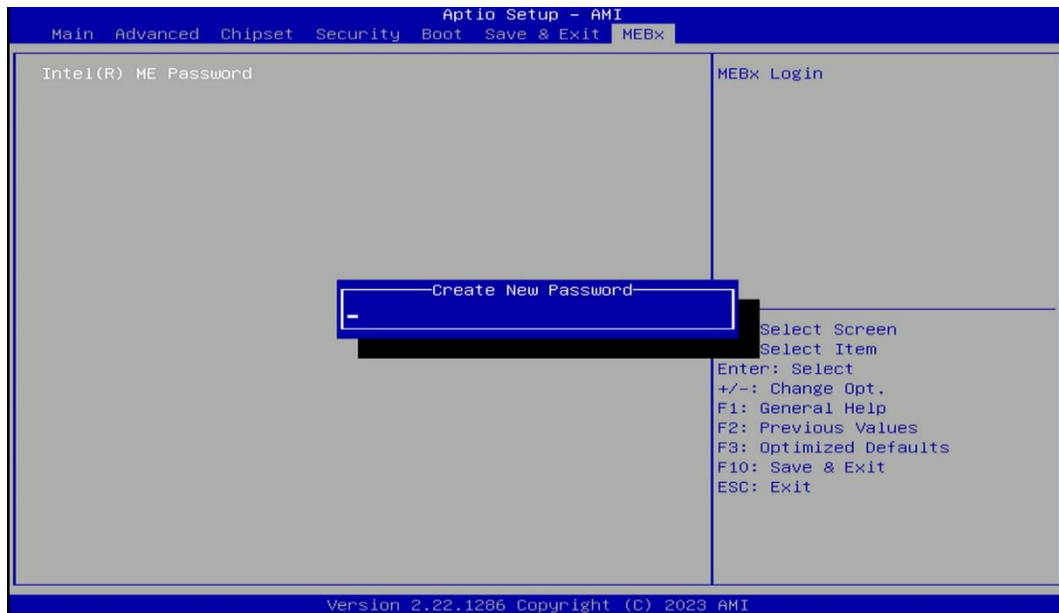 Aptio Setup – AMI
Main Advanced Chipset Security Boot Save & Exit MEBx
Intel(R) ME Password
MEBx Login
Create New Password
Select Screen
Select Item
Enter: Select
+/-: Change Opt.
F1: General Help
F2: Previous Values
F3: Optimized Defaults
F10: Save & Exit
ESC: Exit
Version 2.22.1286 Copyright (C) 2023 AMI